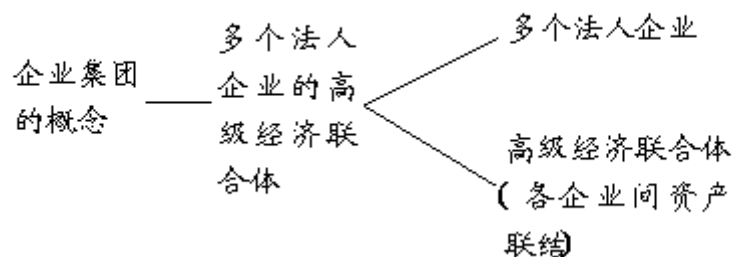 企业集团
的概念
多个法人
企业的高
级经济联
合体
多个法人企业
高级经济联合体
(各企业间资产
联结)